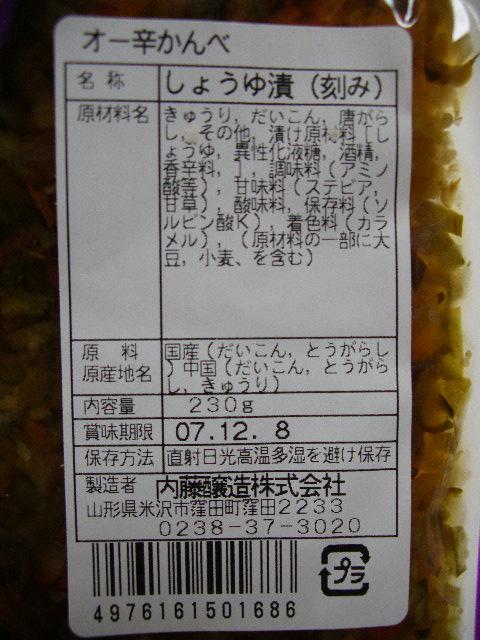 オー辛かんべ
名称 しょうゆ漬（刻み）
原材料名 きゅうり，だいこん，唐がら
し，その他，漬け原材料［し
ょうゆ，異性化液糖，酒精，
香辛料，］，調味料（アミノ
酸等），甘味料（ステビア，
甘草），酸味料，保存料（ソ
ルビン酸K），着色料（カラ
メル），（原材料の一部に大
豆，小麦、を含む）
原料
原産地名
国産（だいこん，とうがらし
）中国（だいこん，とうがら
し，きゅうり）
内容量 230g
賞味期限 07.12. 8
保存方法 直射日光高温多湿を避け保存
製造者 内藤醸造株式会社
山形県米沢市窪田町窪田2233
0238-37-3020
4976161501686
プラ